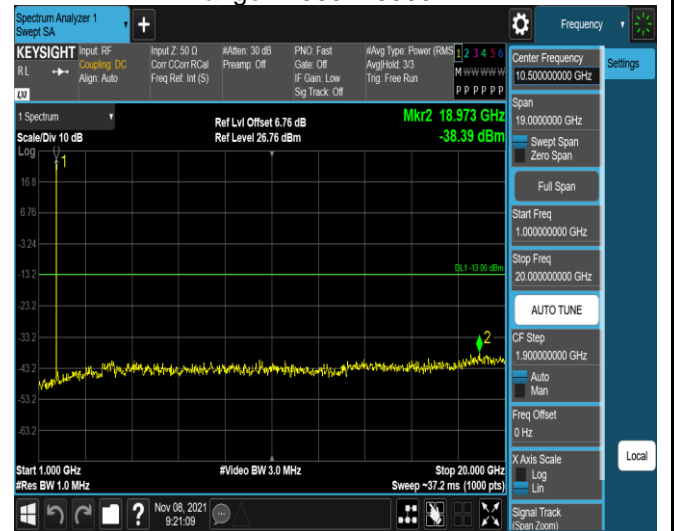 Spectrum Analyzer 1
Swept SA
Frequency
KEYSIGHT
RL
LXI
Input: RF
Coupling: DC
Align: Auto
Input Z: 50 Ω
Corr CCorr RCal
Freq Ref: Int (S)
#Atten: 30 dB
Preamp: Off
PNO: Fast
Gate: Off
IF Gain: Low
Sig Track: Off
#Avg Type: Power (RMS
Avg|Hold: 3/3
Trig: Free Run
1 2 3 4 5 6
M W W W W W
P P P P P P
Center Frequency
10.500000000 GHz
Settings
Span
19.0000000 GHz
Swept Span
Zero Span
Full Span
Start Freq
1.000000000 GHz
Stop Freq
20.000000000 GHz
AUTO TUNE
CF Step
1.900000000 GHz
Auto
Man
Freq Offset
0 Hz
X Axis Scale
Log
Lin
Local
Signal Track
(Span Zoom)
1 Spectrum
Scale/Div 10 dB
Ref Lvl Offset 6.76 dB
Ref Level 26.76 dBm
Mkr2 18.973 GHz
-38.39 dBm
Log
1
16.8
6.76
-3.24
-13.2
DL1 -13.00 dBm
-23.2
-33.2
2
-43.2
-53.2
-63.2
Start 1.000 GHz
#Video BW 3.0 MHz
Stop 20.000 GHz
#Res BW 1.0 MHz
Sweep ~37.2 ms (1000 pts)
Nov 08, 2021
9:21:09